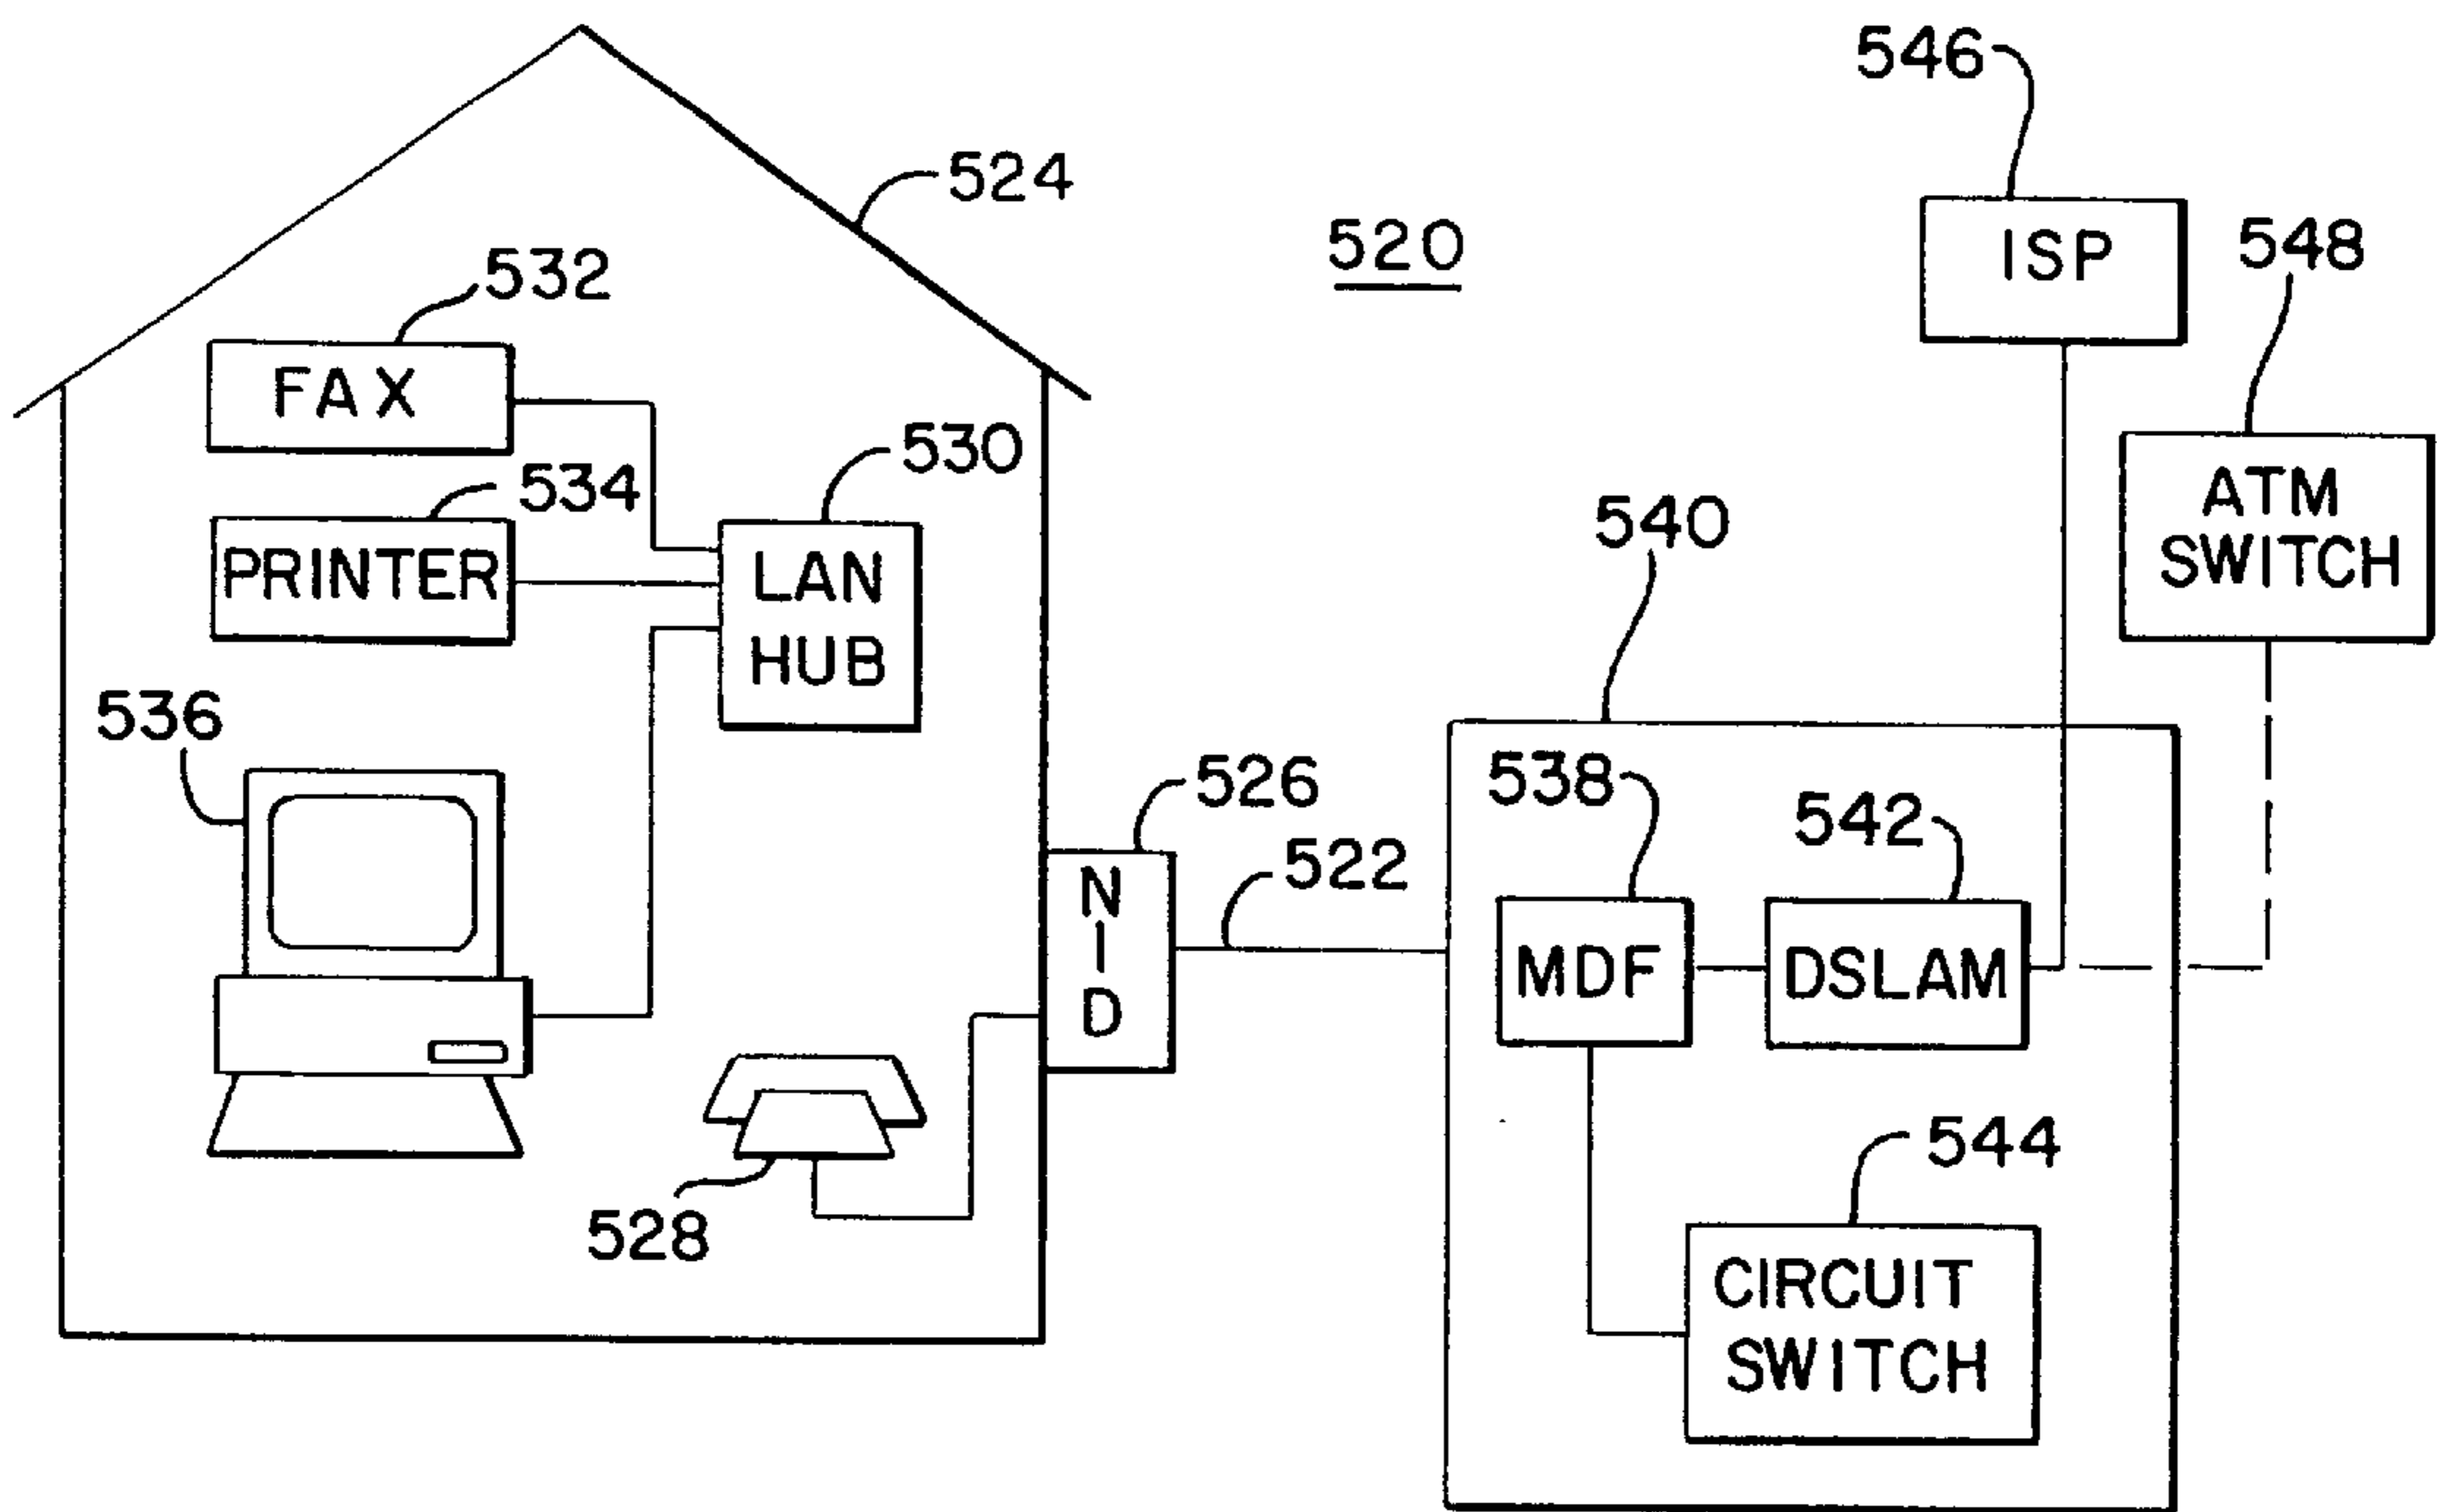 546
524
520
ISP
548
532
FAX
530
534
LAN
HUB
PRINTER
ATM
SWITCH
540
536
526
538
542
522
N
I
D
MDF
DSLAM
544
528
CIRCUIT
SWITCH